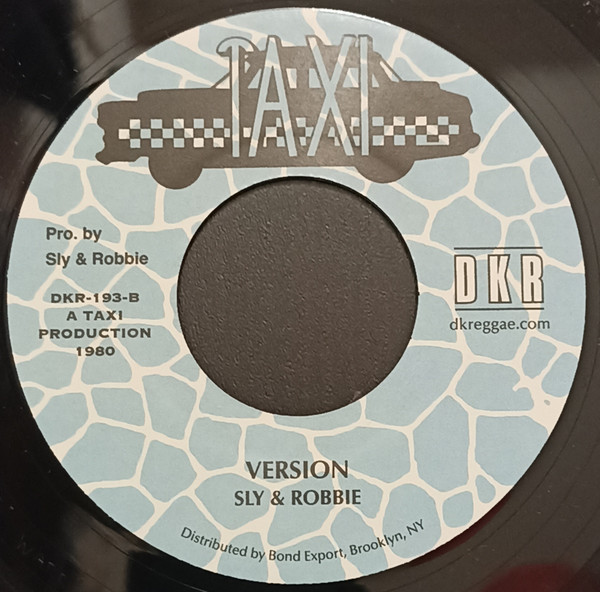 TAXI
Pro. by
Sly & Robbie
DKR-193-B
A TAXI
PRODUCTION
1980
DKR
dkreggae.com
VERSION
SLY & ROBBIE
Distributed by Bond Export, Brooklyn, NY